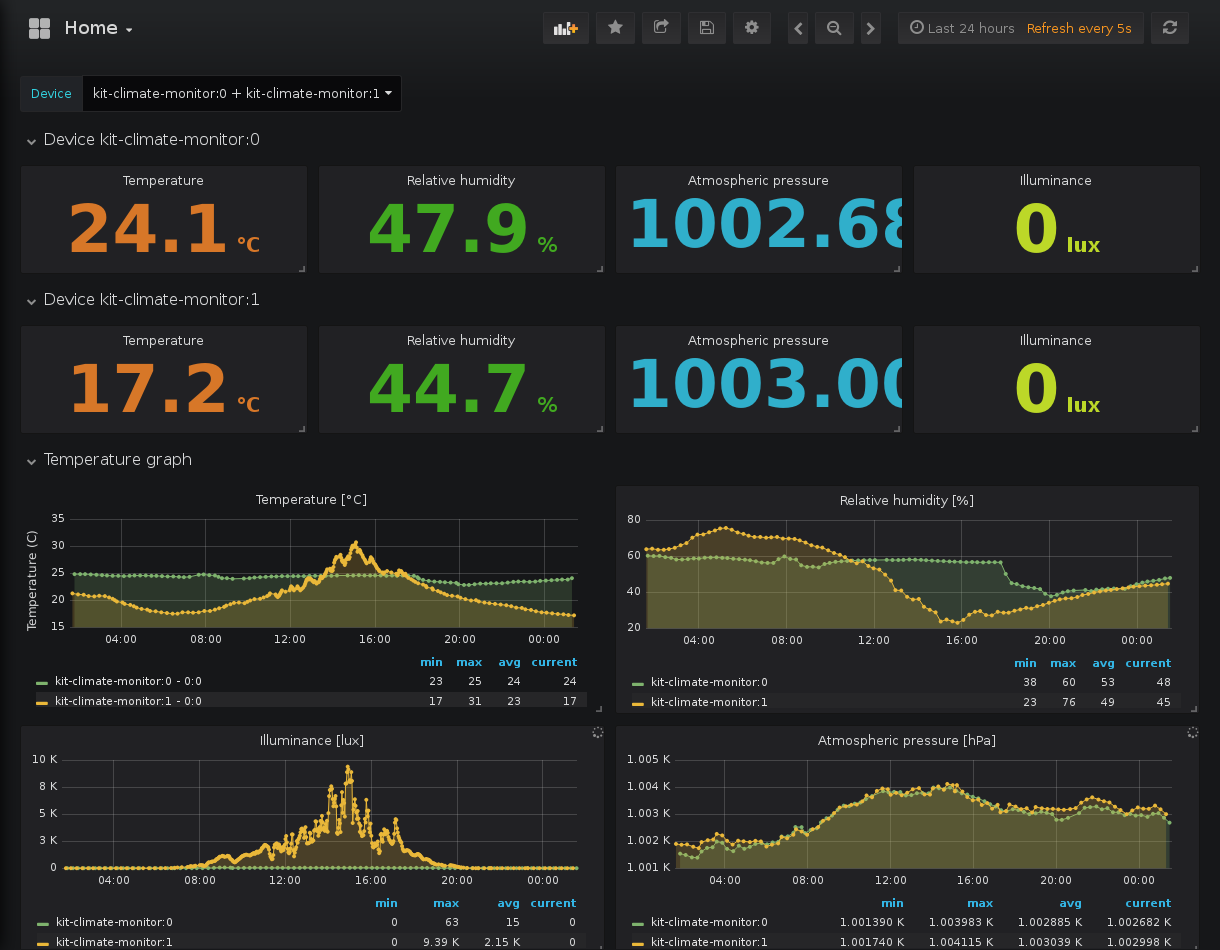 Home
Last 24 hours Refresh every 5s
Device kit-climate-monitor:0 + kit-climate-monitor:1
Device kit-climate-monitor:0
Temperature Relative humidity Atmospheric pressure Illuminance
24.1 °C 47.9 % 1002.68 0 lux
Device kit-climate-monitor:1
Temperature Relative humidity Atmospheric pressure Illuminance
17.2 °C 44.7 % 1003.00 0 lux
Temperature graph
Temperature [°C]
Temperature (C)
35
30
25
20
15
04:00 08:00 12:00 16:00 20:00 00:00
min max avg current
kit-climate-monitor:0 - 0:0 23 25 24 24
kit-climate-monitor:1 - 0:0 17 31 23 17
Relative humidity [%]
80
60
40
20
04:00 08:00 12:00 16:00 20:00 00:00
min max avg current
kit-climate-monitor:0 38 60 53 48
kit-climate-monitor:1 23 76 49 45
Illuminance [lux]
10 K
8 K
5 K
3 K
0
04:00 08:00 12:00 16:00 20:00 00:00
min max avg current
kit-climate-monitor:0 0 63 15 0
kit-climate-monitor:1 0 9.39 K 2.15 K 0
Atmospheric pressure [hPa]
1.005 K
1.004 K
1.003 K
1.002 K
1.001 K
04:00 08:00 12:00 16:00 20:00 00:00
min max avg current
kit-climate-monitor:0 1.001390 K 1.003983 K 1.002885 K 1.002682 K
kit-climate-monitor:1 1.001740 K 1.004115 K 1.003039 K 1.002998 K